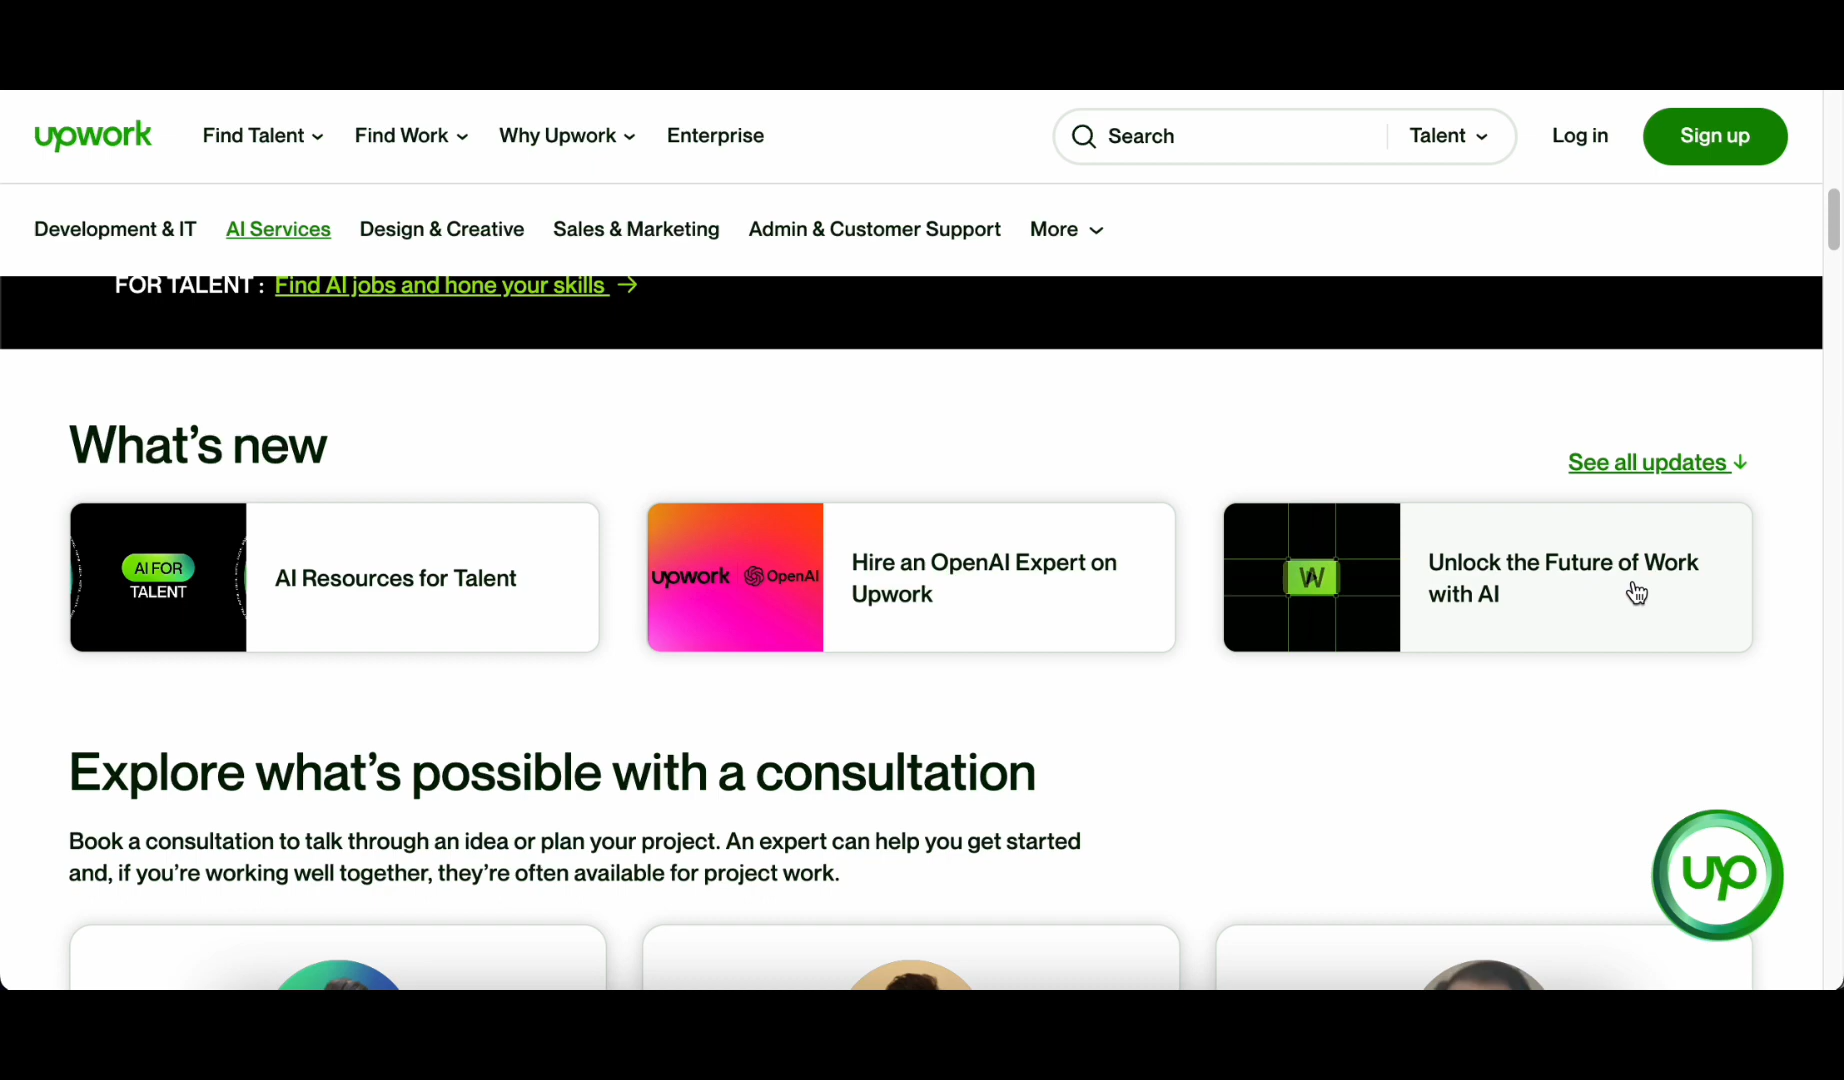 upwork Find Talent Find Work Why Upwork Enterprise Search Talent Log in Sign up
Development & IT AI Services Design & Creative Sales & Marketing Admin & Customer Support More
FOR TALENT : Find AI jobs and hone your skills →
What's new
See all updates ↓
AI FOR
TALENT
AI Resources for Talent
upwork OpenAI
Hire an OpenAI Expert on
Upwork
W
Unlock the Future of Work
with AI
Explore what's possible with a consultation
Book a consultation to talk through an idea or plan your project. An expert can help you get started
and, if you're working well together, they're often available for project work.
up